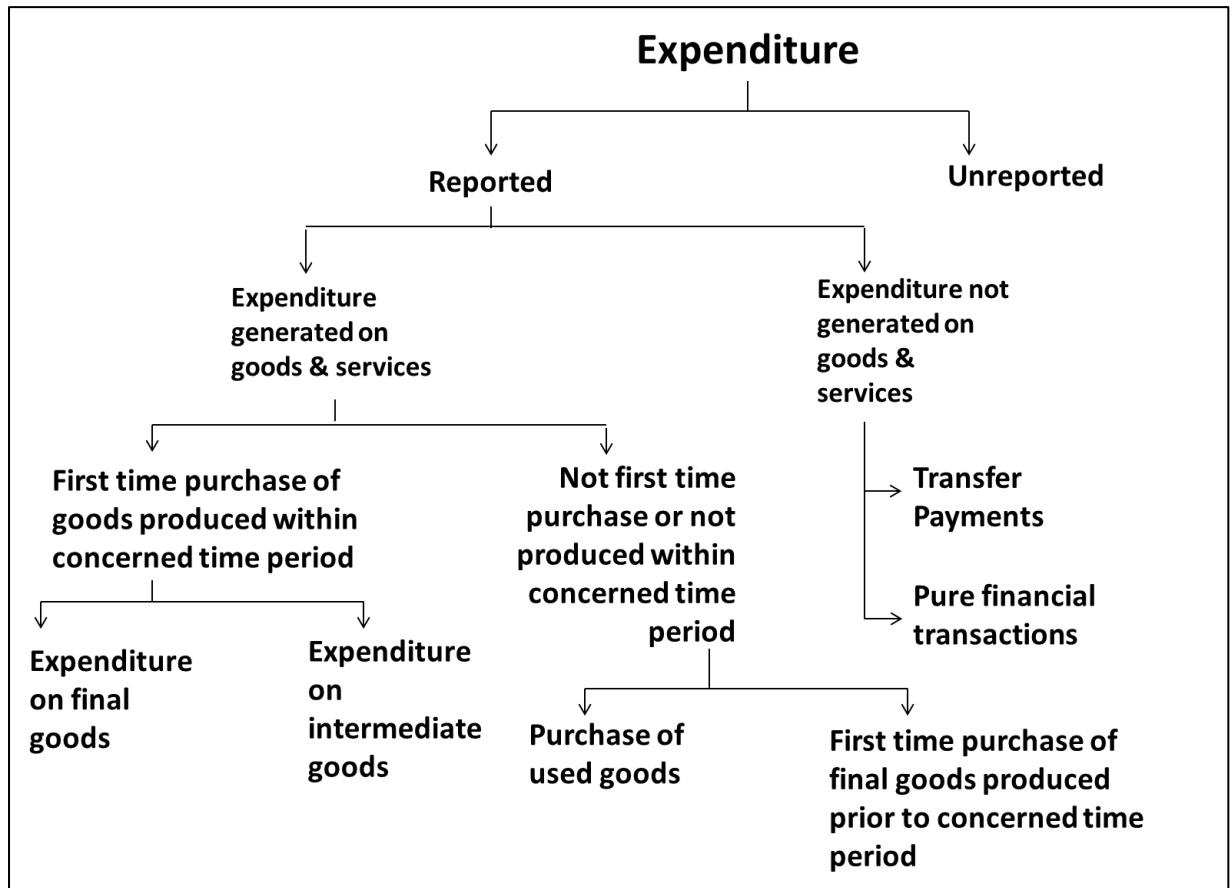 Expenditure
Reported
Unreported
Expenditure
generated on
goods & services
Expenditure not
generated on
goods &
services
First time purchase of
goods produced within
concerned time period
Not first time
purchase or not
produced within
concerned time
period
Transfer
Payments
Pure financial
transactions
Expenditure
on final
goods
Expenditure
on
intermediate
goods
Purchase of
used goods
First time purchase of
final goods produced
prior to concerned time
period